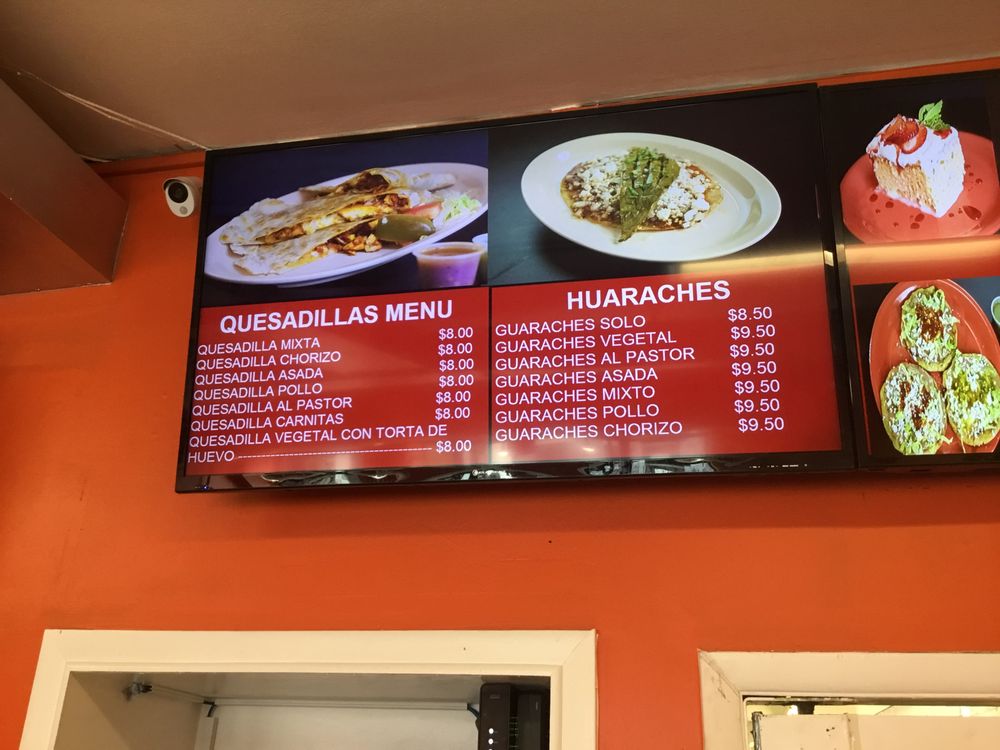 QUESADILLAS MENU
QUESADILLA MIXTA $8.00
QUESADILLA CHORIZO $8.00
QUESADILLA ASADA $8.00
QUESADILLA POLLO $8.00
QUESADILLA AL PASTOR $8.00
QUESADILLA CARNITAS $8.00
QUESADILLA VEGETAL CON TORTA DE
HUEVO ---------------------------------------- $8.00
HUARACHES
GUARACHES SOLO $8.50
GUARACHES VEGETAL $9.50
GUARACHES AL PASTOR $9.50
GUARACHES ASADA $9.50
GUARACHES MIXTO $9.50
GUARACHES POLLO $9.50
GUARACHES CHORIZO $9.50